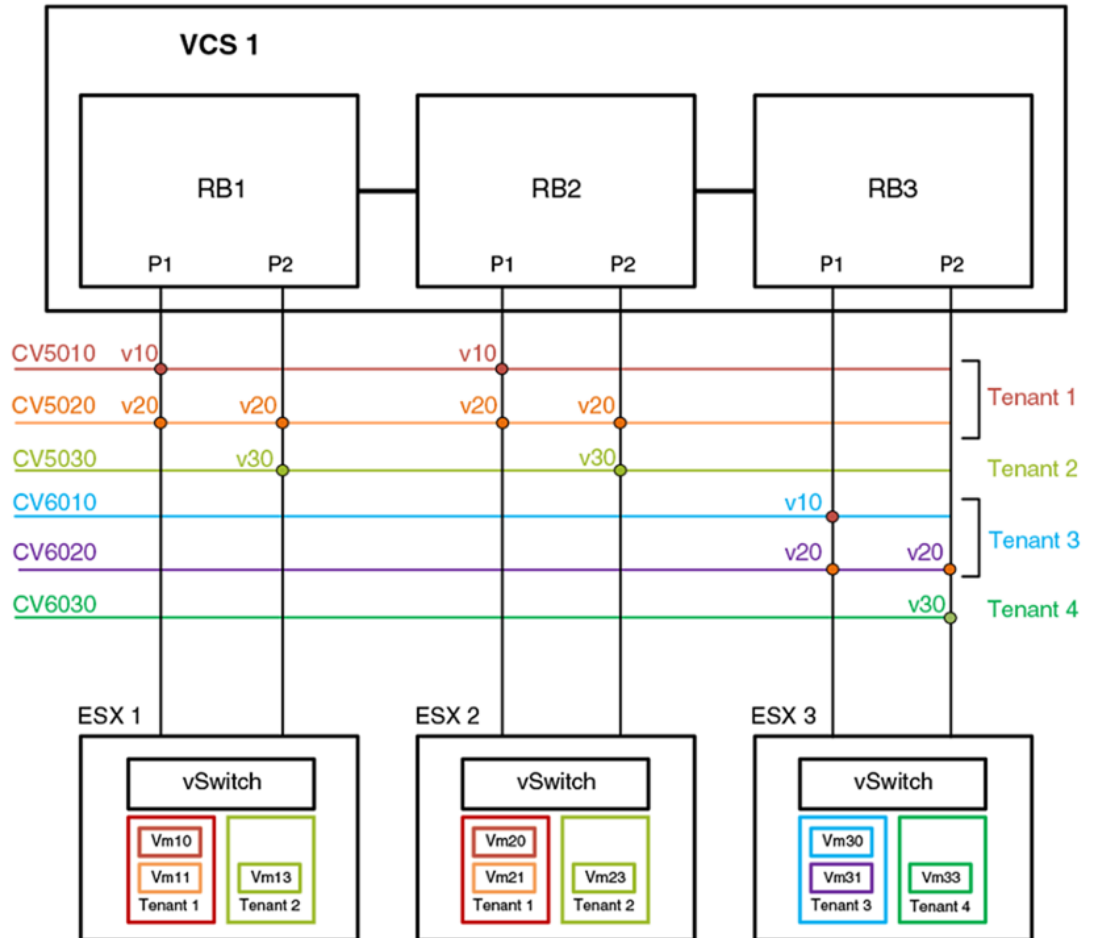 VCS 1
RB1 RB2 RB3
P1 P2 P1 P2 P1 P2
CV5010 v10 v10
Tenant 1
CV5020 v20 v20 v20 v20
CV5030 v30 v30 Tenant 2
CV6010 v10
Tenant 3
CV6020 v20 v20
CV6030 v30 Tenant 4
ESX 1 ESX 2 ESX 3
vSwitch vSwitch vSwitch
Vm10 Vm20 Vm30
Vm11 Vm13 Vm21 Vm23 Vm31 Vm33
Tenant 1 Tenant 2 Tenant 1 Tenant 2 Tenant 3 Tenant 4